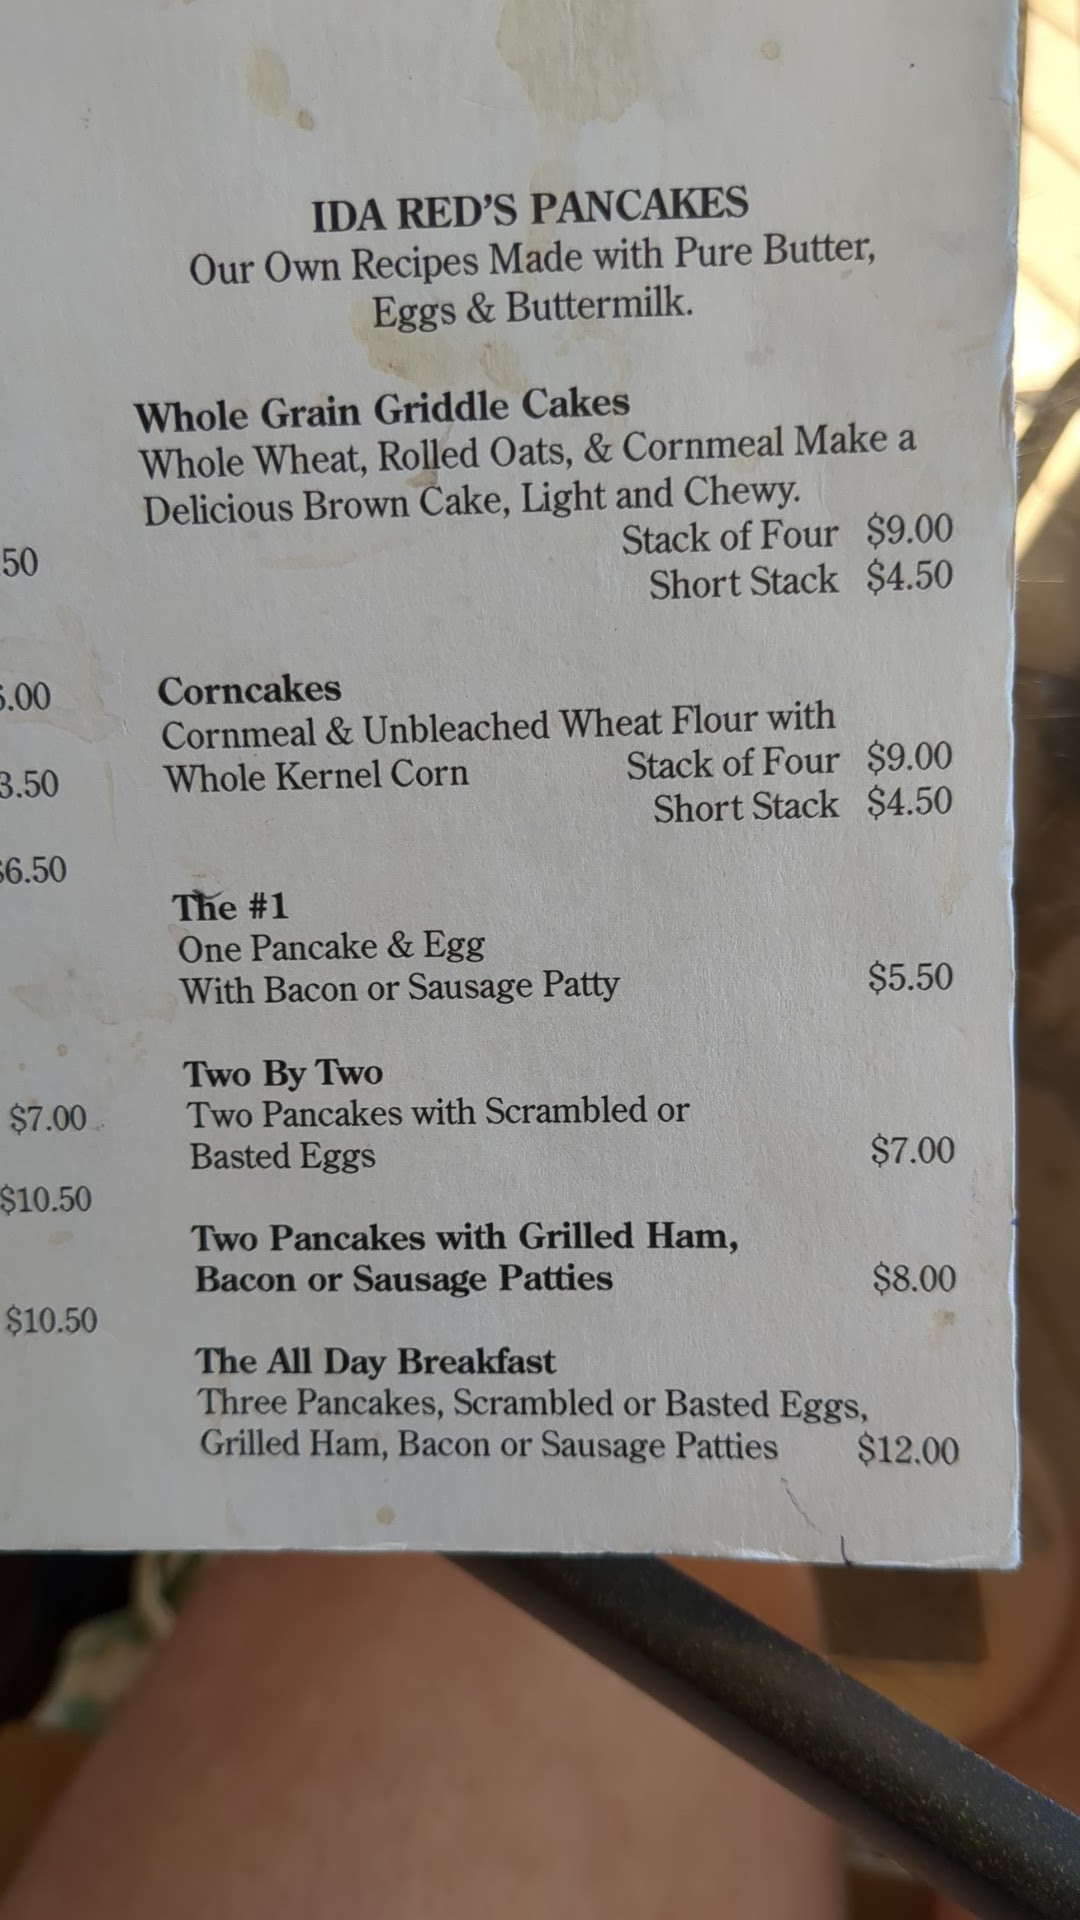 IDA RED'S PANCAKES
Our Own Recipes Made with Pure Butter,
Eggs & Buttermilk.
Whole Grain Griddle Cakes
Whole Wheat, Rolled Oats, & Cornmeal Make a
Delicious Brown Cake, Light and Chewy.
Stack of Four $9.00
Short Stack $4.50
Corncakes
Cornmeal & Unbleached Wheat Flour with
Whole Kernel Corn Stack of Four $9.00
Short Stack $4.50
The #1
One Pancake & Egg
With Bacon or Sausage Patty $5.50
Two By Two
Two Pancakes with Scrambled or
Basted Eggs $7.00
Two Pancakes with Grilled Ham,
Bacon or Sausage Patties $8.00
The All Day Breakfast
Three Pancakes, Scrambled or Basted Eggs,
Grilled Ham, Bacon or Sausage Patties $12.00
.50
.00
3.50
$6.50
$7.00
$10.50
$10.50